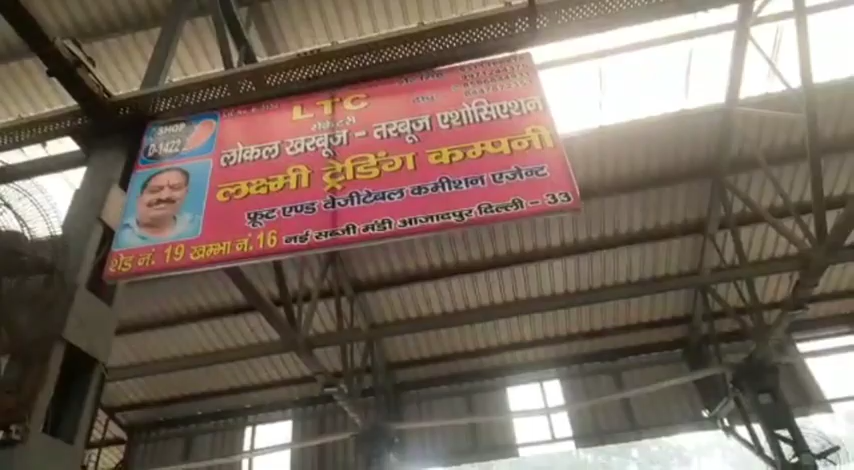 SHOP
D-1422
LTC
सेक्रेटरी
लोकल खरबूज - तरबूज एशोसिएशन
लक्ष्मी ट्रेडिंग कम्पनी
फ्रूट एण्ड वेजीटेबल कमीशन एजेन्ट
शेड नं. 19 खम्भा नं. 16 नई सब्जी मंडी आजादपुर दिल्ली - 33